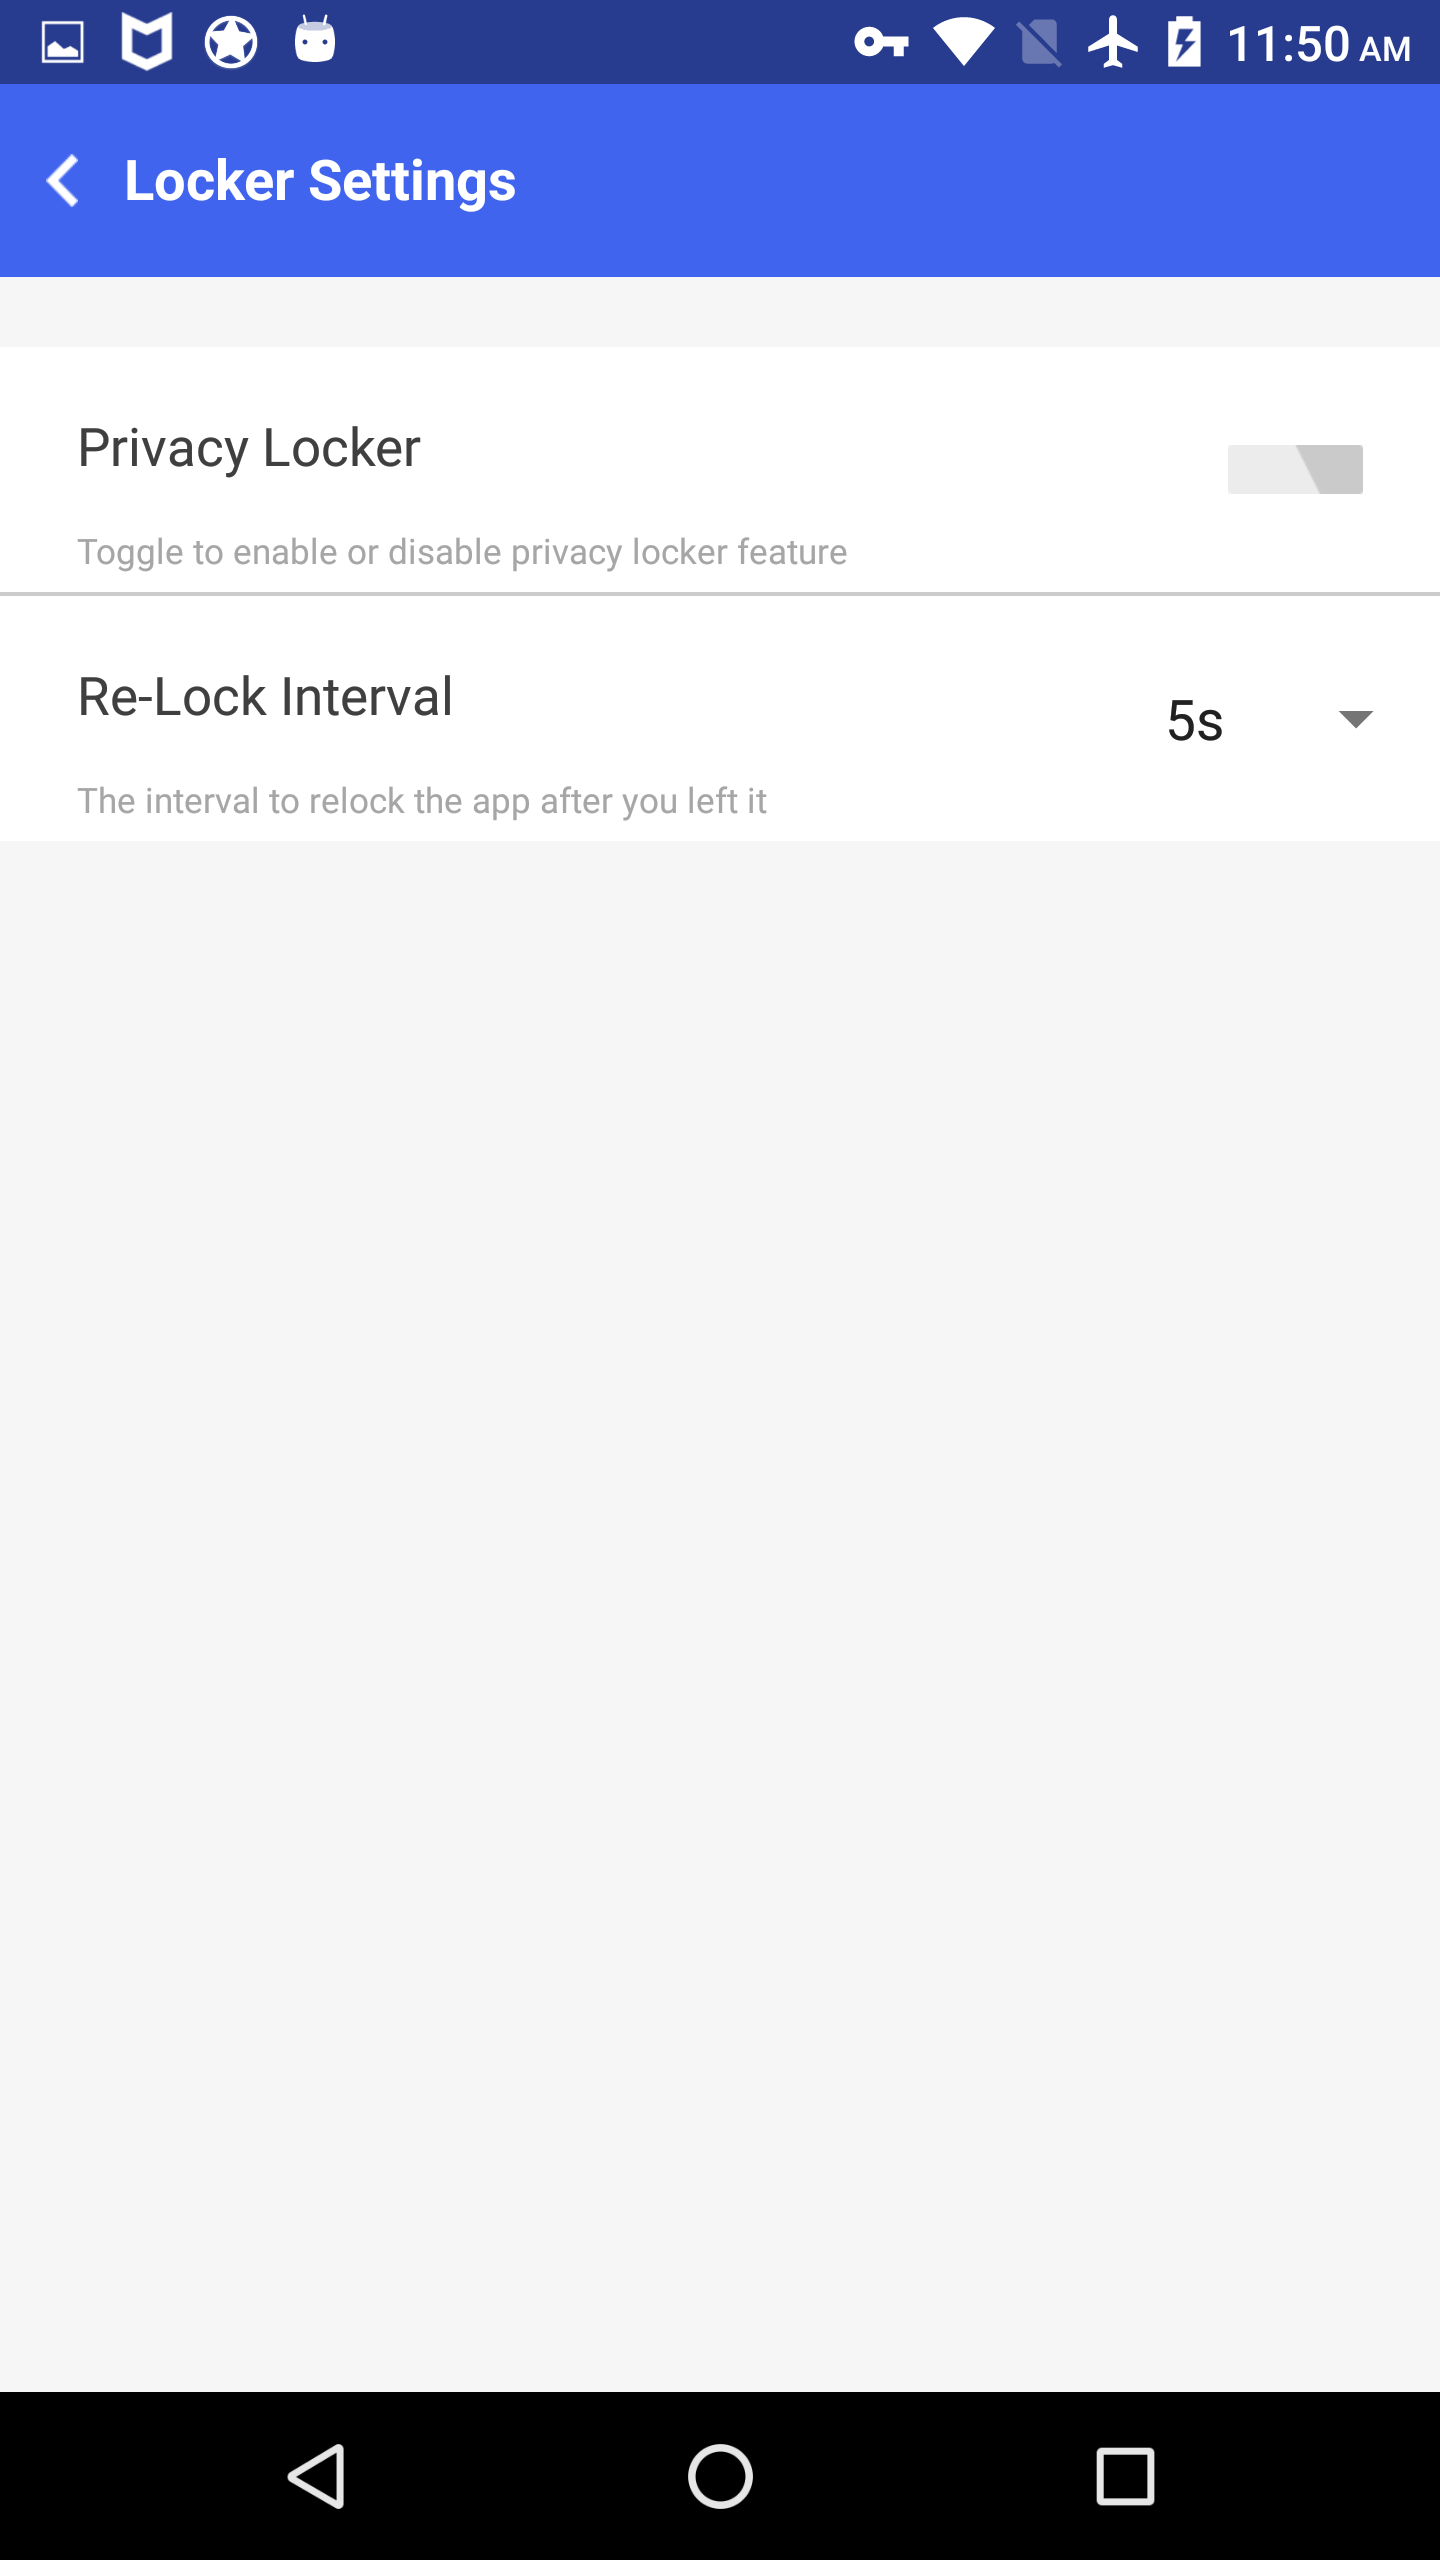 11:50 AM
Locker Settings
Privacy Locker
Toggle to enable or disable privacy locker feature
Re-Lock Interval
5s
The interval to relock the app after you left it